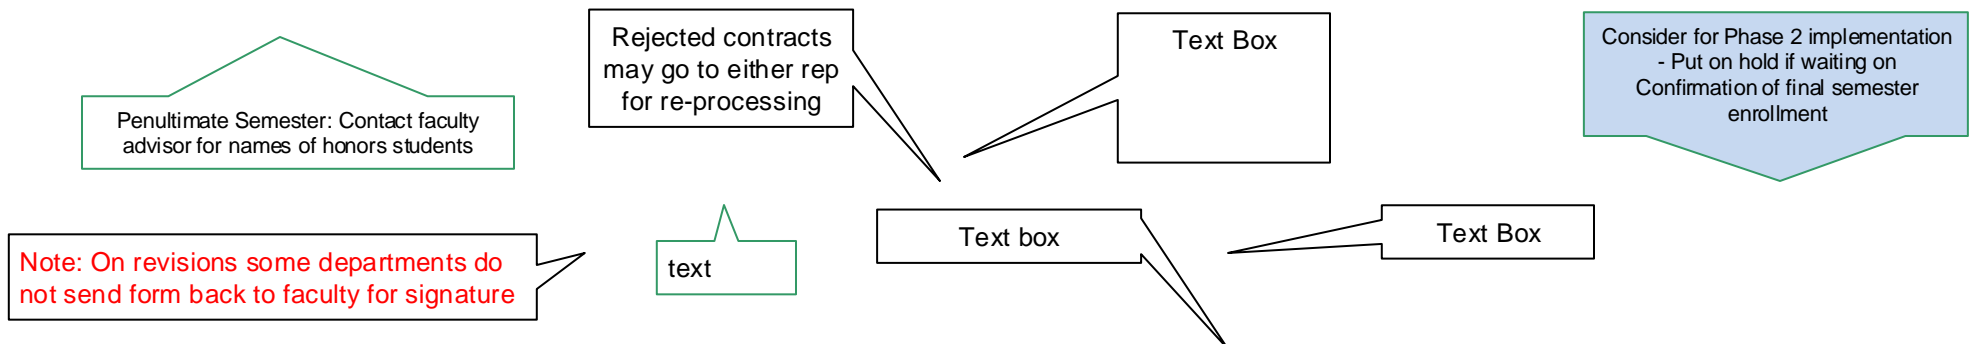 Penultimate Semester: Contact faculty
advisor for names of honors students
Rejected contracts
may go to either rep
for re-processing
Text Box
Consider for Phase 2 implementation
- Put on hold if waiting on
Confirmation of final semester
enrollment
Note: On revisions some departments do
not send form back to faculty for signature
text
Text box
Text Box